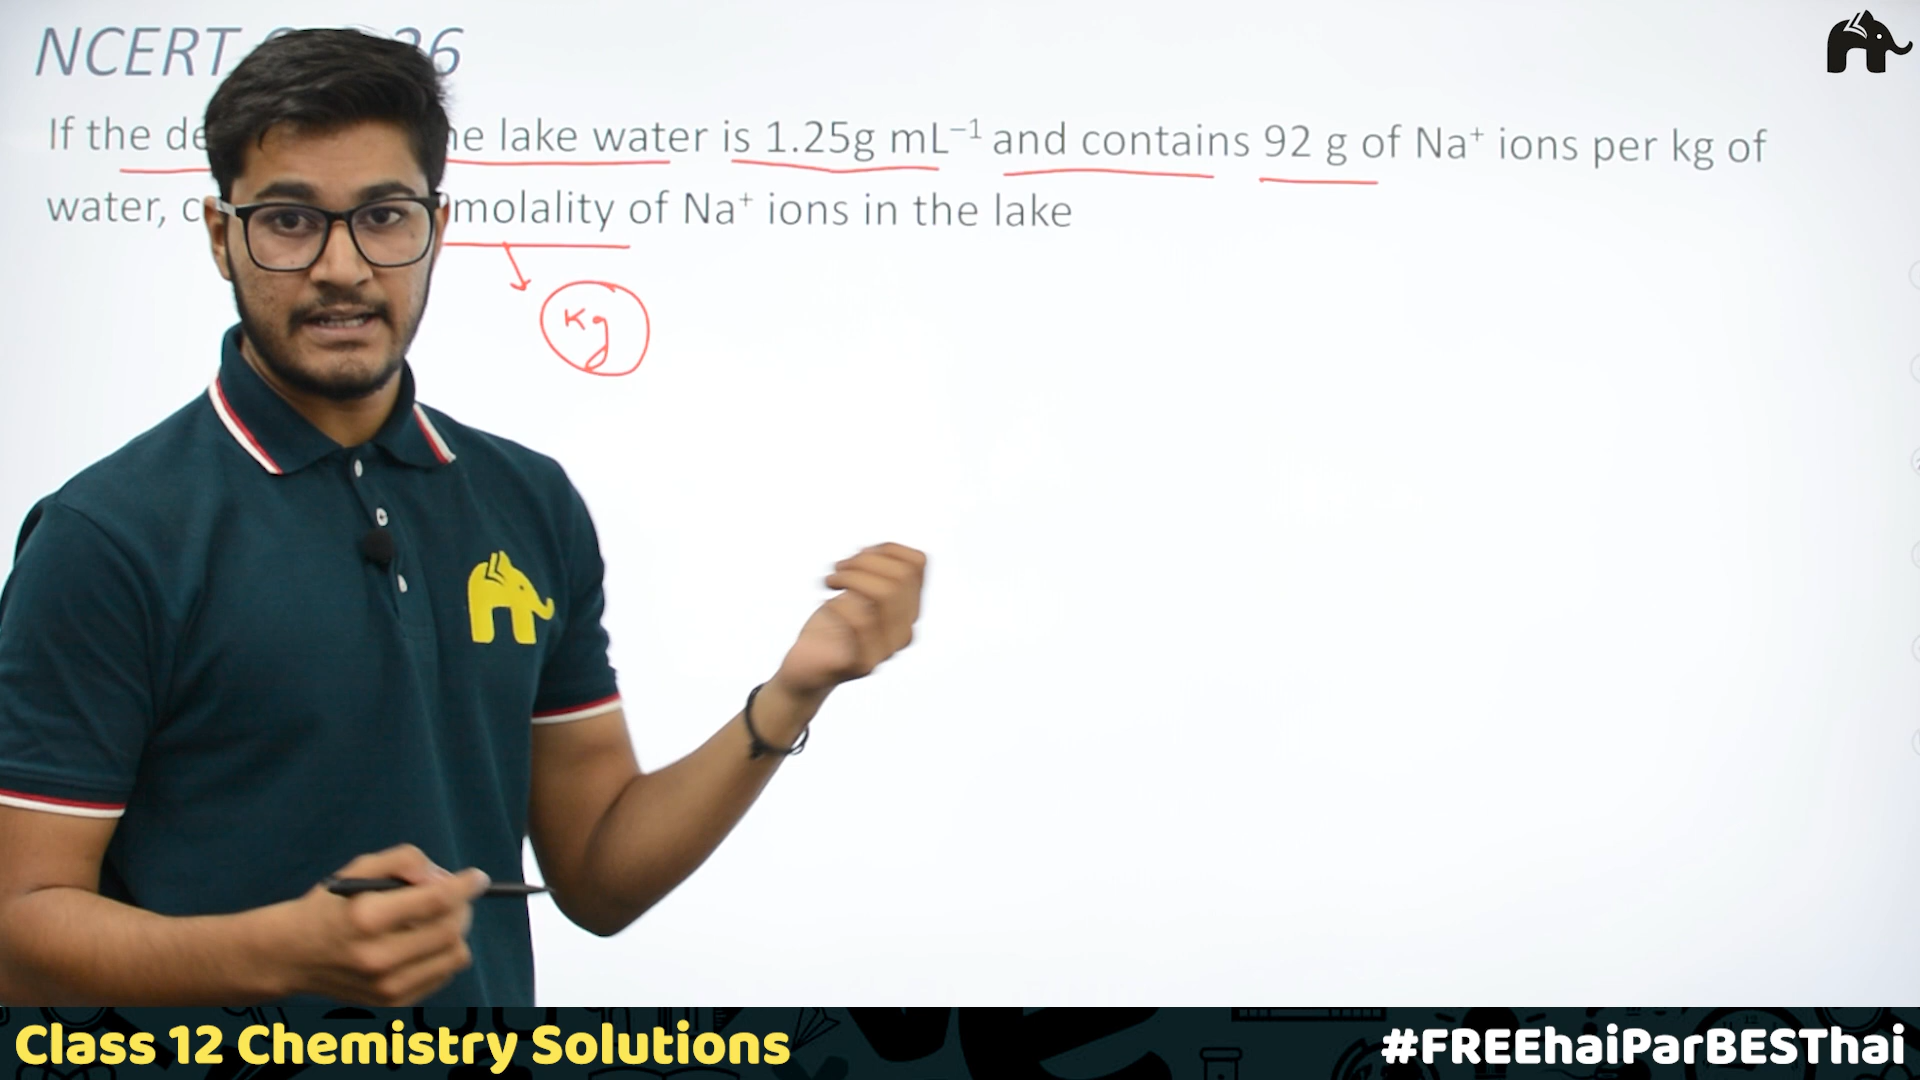 NCERT 26
If the de he lake water is 1.25g mL⁻¹ and contains 92 g of Na⁺ ions per kg of
water, c molality of Na⁺ ions in the lake
Kg
Class 12 Chemistry Solutions
#FREEhaiParBESThai